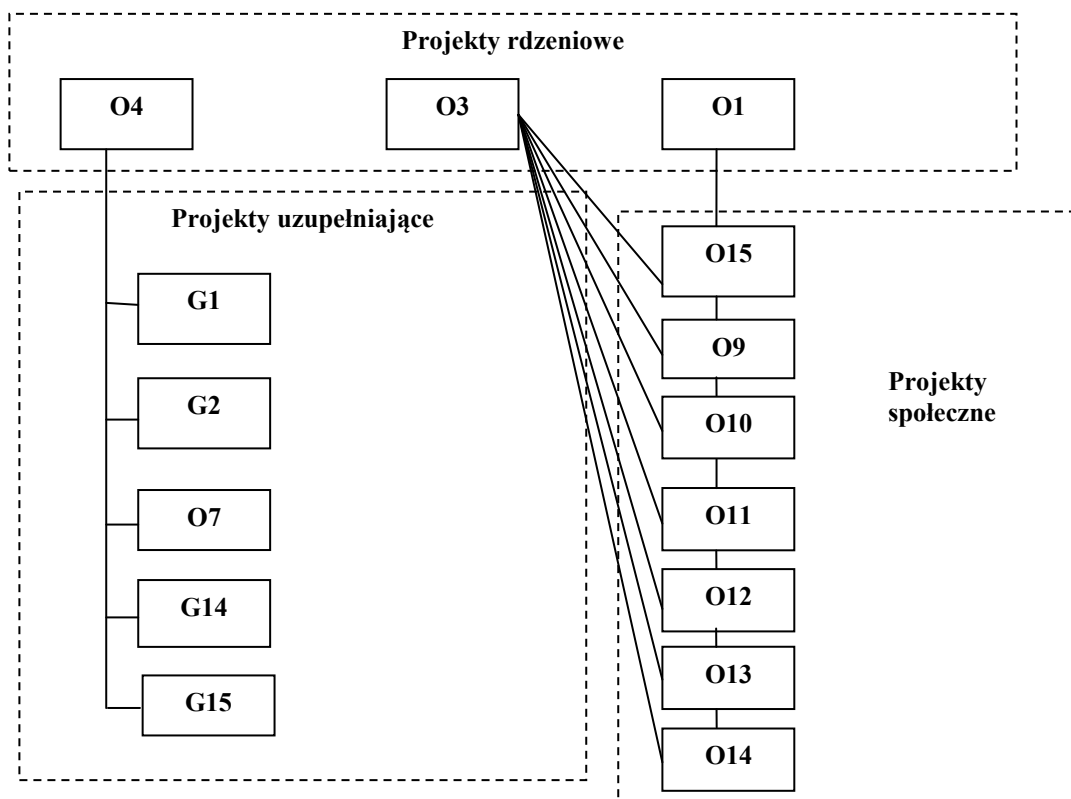 Projekty rdzeniowe
O4
O3
O1
Projekty uzupełniające
G1
G2
O7
G14
G15
O15
O9
O10
O11
O12
O13
O14
Projekty
społeczne